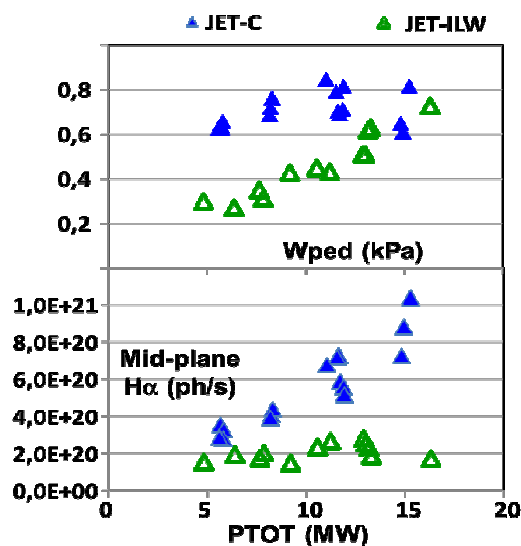 JET-C JET-ILW
0,8
0,6
0,4
0,2
Wped (kPa)
1,0E+21
8,0E+20
6,0E+20
4,0E+20
2,0E+20
0,0E+00
Mid-plane
Hα (ph/s)
0 5 10 15 20
PTOT (MW)